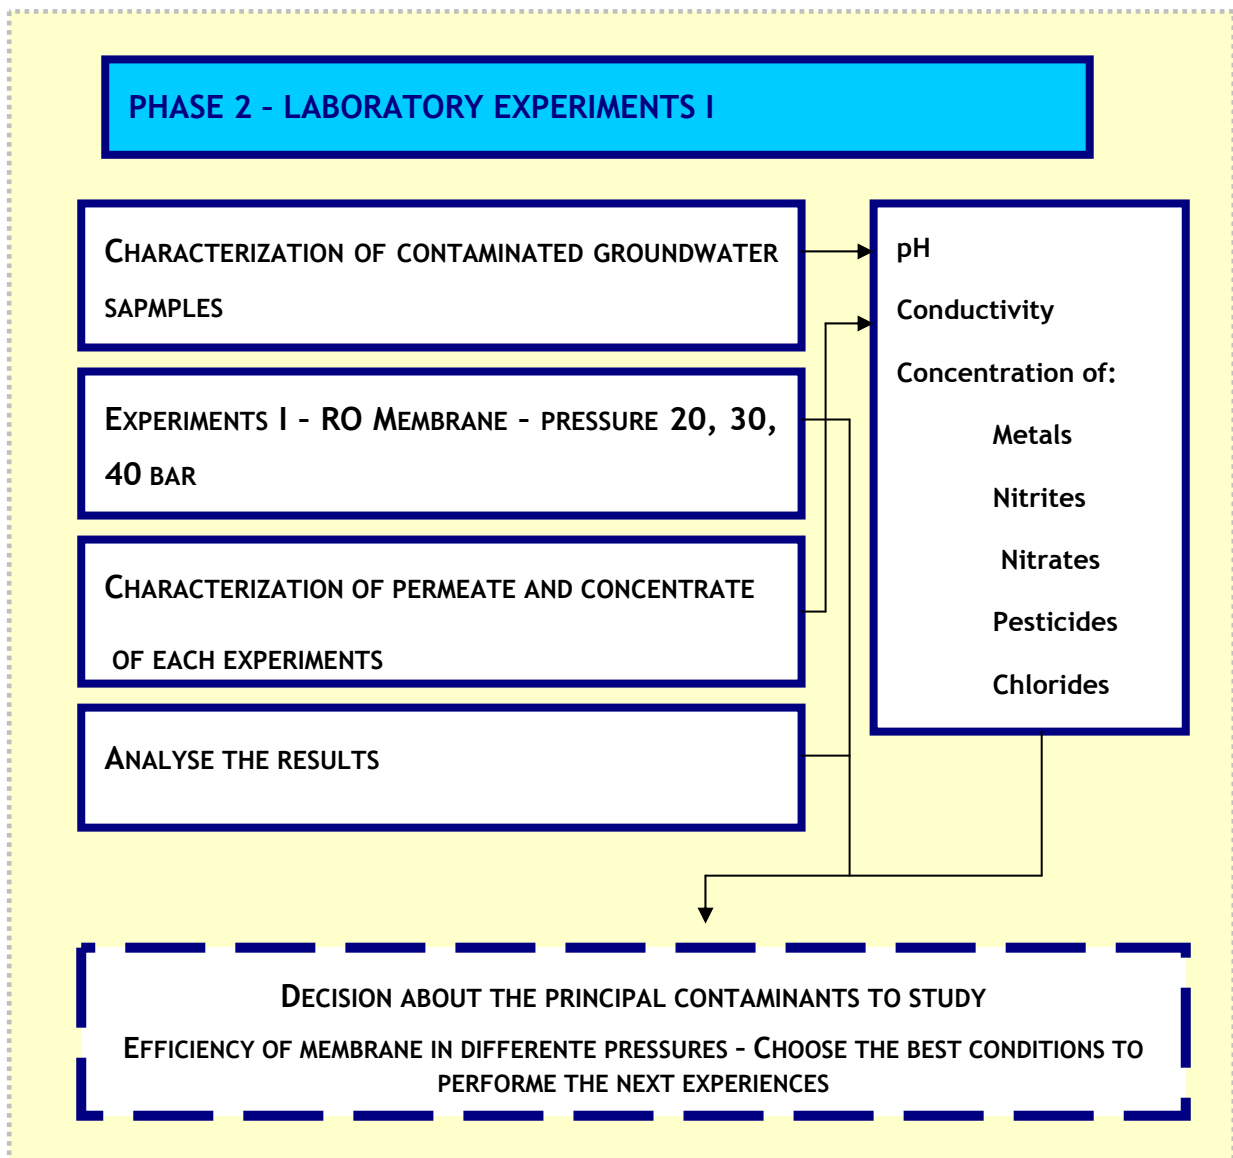 PHASE 2 – LABORATORY EXPERIMENTS I
CHARACTERIZATION OF CONTAMINATED GROUNDWATER
SAPMPLES
EXPERIMENTS I – RO MEMBRANE – PRESSURE 20, 30,
40 BAR
CHARACTERIZATION OF PERMEATE AND CONCENTRATE
OF EACH EXPERIMENTS
ANALYSE THE RESULTS
pH
Conductivity
Concentration of:
Metals
Nitrites
Nitrates
Pesticides
Chlorides
DECISION ABOUT THE PRINCIPAL CONTAMINANTS TO STUDY
EFFICIENCY OF MEMBRANE IN DIFFERENTE PRESSURES – CHOOSE THE BEST CONDITIONS TO
PERFORME THE NEXT EXPERIENCES